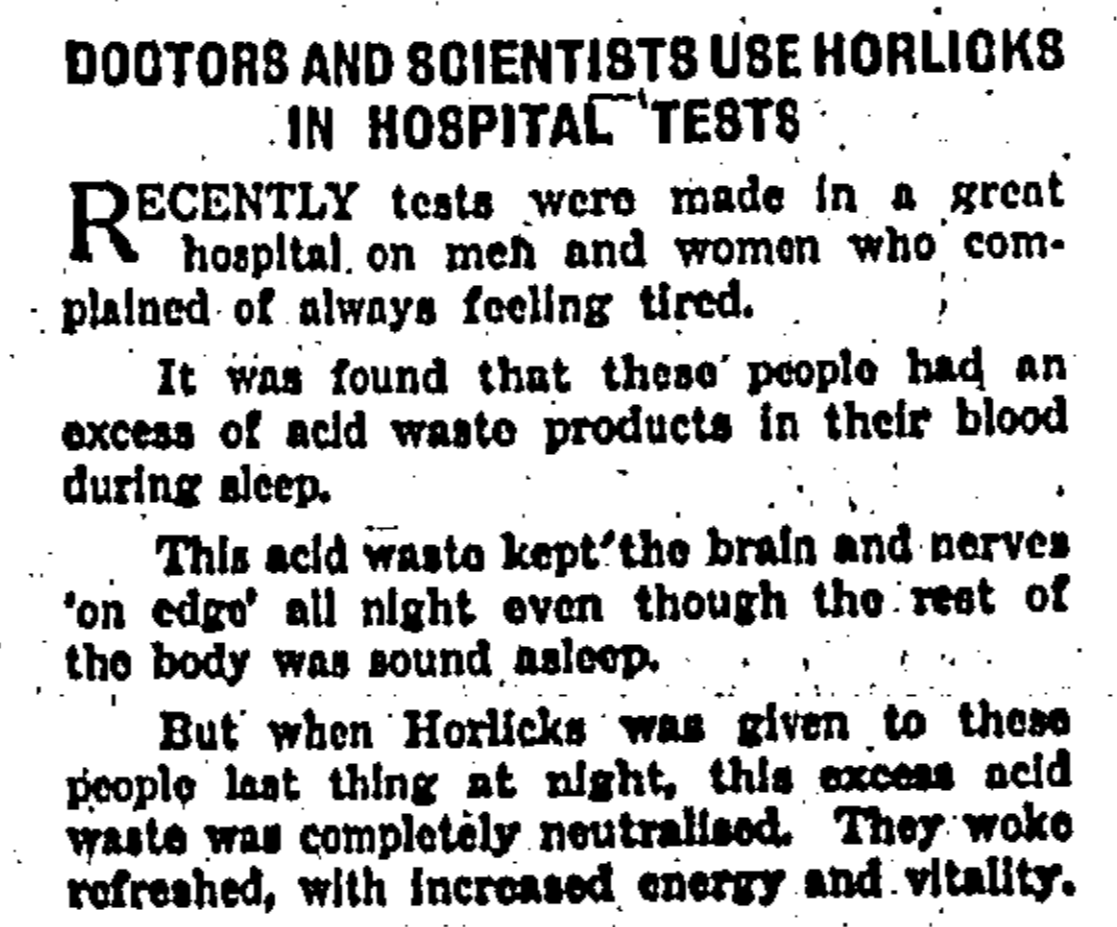 DOCTORS AND SCIENTISTS USE HORLICKS
IN HOSPITAL TESTS
RECENTLY tests were made in a great
hospital on men and women who com-
plained of always feeling tired.
It was found that these people had an
excess of acid waste products in their blood
during sleep.
This acid waste kept the brain and nerves
'on edge' all night even though the rest of
the body was sound asleep.
But when Horlicks was given to these
people last thing at night, this excess acid
waste was completely neutralised. They woke
refreshed, with increased energy and vitality.